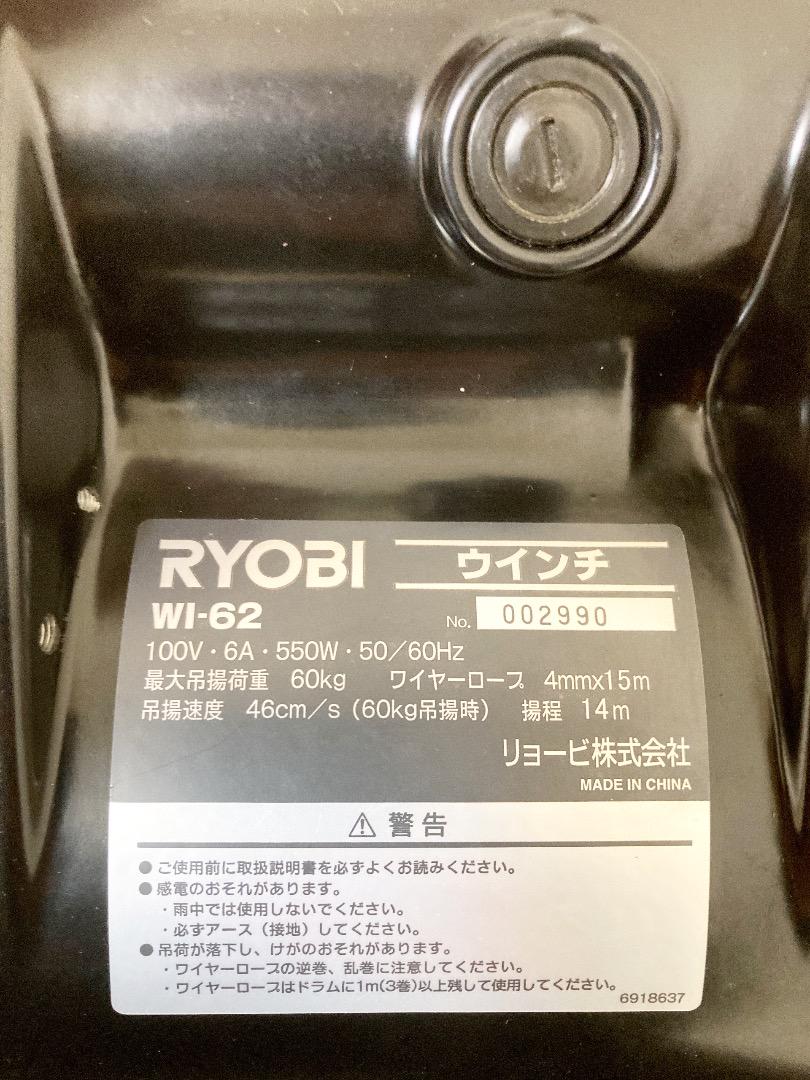 RYOBI ウインチ
WI-62 No. 002990
100V・6A・550W・50/60Hz
最大吊揚荷重 60kg ワイヤーロープ 4mmx15m
吊揚速度 46cm/s(60kg吊揚時) 揚程 14m
リョービ株式会社
MADE IN CHINA
⚠ 警告
●ご使用前に取扱説明書を必ずよくお読みください。
●感電のおそれがあります。
・雨中では使用しないでください。
・必ずアース(接地)してください。
●吊荷が落下し、けがのおそれがあります。
・ワイヤーロープの逆巻、乱巻に注意してください。
・ワイヤーロープはドラムに1m(3巻)以上残して使用してください。
6918637